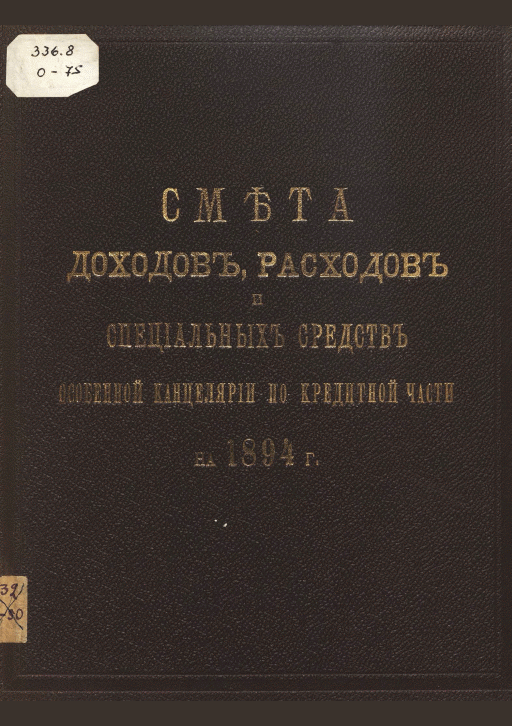 336.8
О-75
СМѢТА
ДОХОДОВЪ, РАСХОДОВЪ
И
СПЕЦІАЛЬНЫХЪ СРЕДСТВЪ
ОСОБЕННОЙ КАНЦЕЛЯРІИ ПО КРЕДИТНОЙ ЧАСТИ
НА 1894 Г.